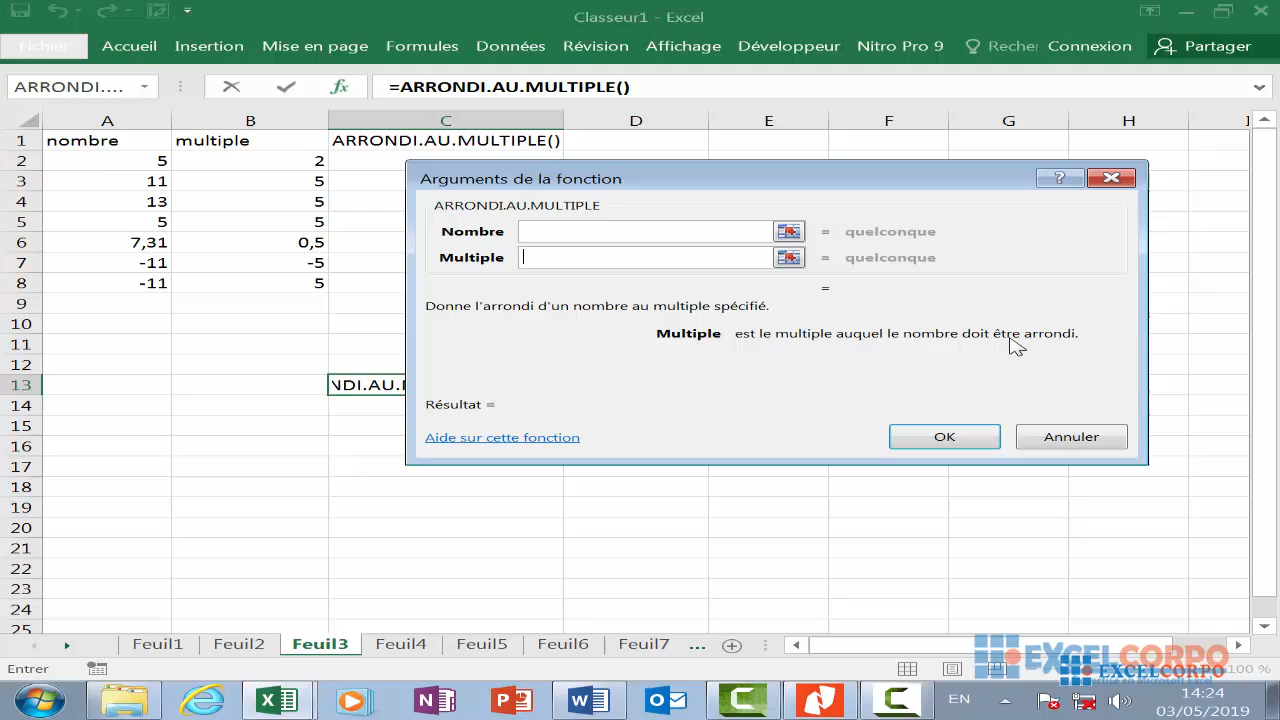 Classeur1 - Excel
Fichier Accueil Insertion Mise en page Formules Données Révision Affichage Développeur Nitro Pro 9 Recher Connexion Partager
ARRONDI.... fx =ARRONDI.AU.MULTIPLE()
A B C D E F G H I
1 nombre multiple ARRONDI.AU.MULTIPLE()
2 5 2
3 11 5
4 13 5
5 5 5
6 7,31 0,5
7 -11 -5
8 -11 5
9
10
11
12
13 NDI.AU.M
14
15
16
17
18
19
20
21
22
23
24
25
Arguments de la fonction
?
ARRONDI.AU.MULTIPLE
Nombre = quelconque
Multiple = quelconque
=
Donne l'arrondi d'un nombre au multiple spécifié.
Multiple est le multiple auquel le nombre doit être arrondi.
Résultat =
Aide sur cette fonction OK Annuler
Feuil1 Feuil2 Feuil3 Feuil4 Feuil5 Feuil6 Feuil7 ...
Entrer 100 %
EXCELCORPO
EXCELCORPO
EN 14:24
03/05/2019